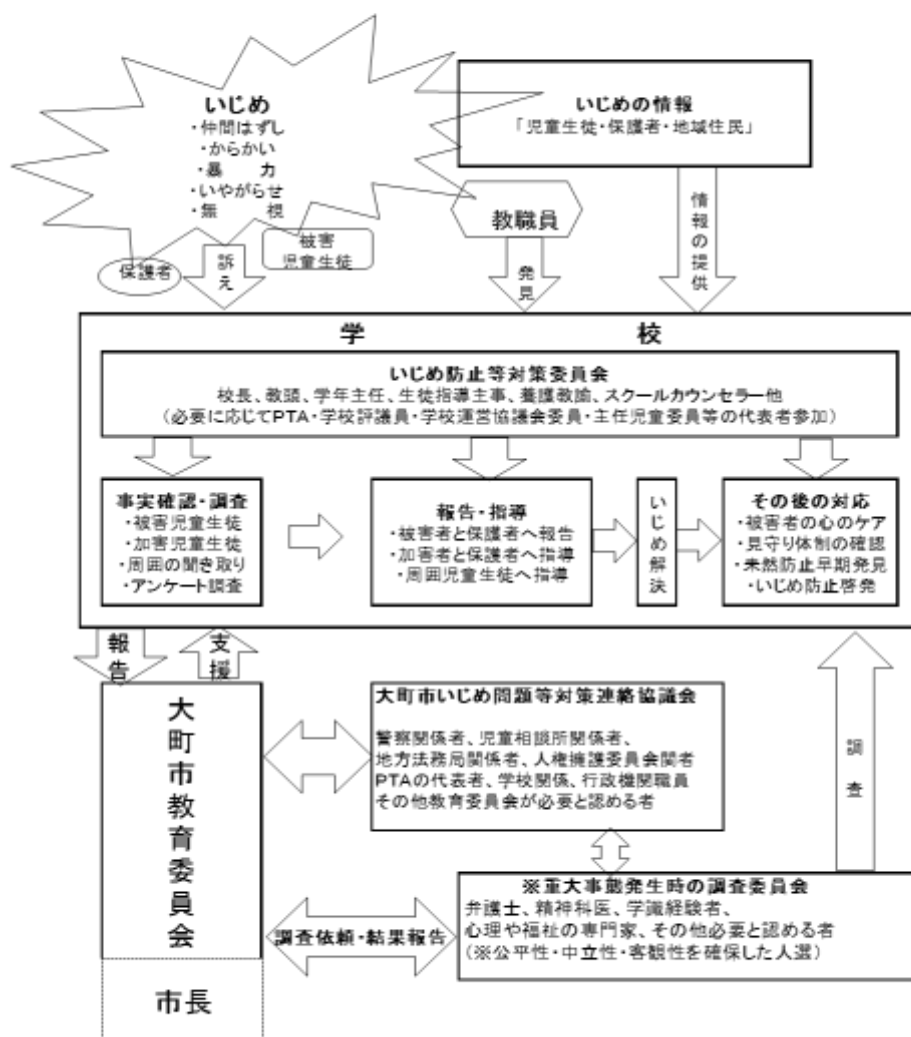 いじめ
・仲間はずし
・からかい
・暴　力
・いやがらせ
・無　視
いじめの情報
「児童生徒・保護者・地域住民」
教職員
被害
児童生徒
保護者
訴え
発見
情報の提供
学　校
いじめ防止等対策委員会
校長、教頭、学年主任、生徒指導主事、養護教諭、スクールカウンセラー他
（必要に応じてPTA・学校評議員・学校運営協議会委員・主任児童委員等の代表者参加）
事実確認・調査
・被害児童生徒
・加害児童生徒
・周囲の聞き取り
・アンケート調査
報告・指導
・被害者と保護者へ報告
・加害者と保護者へ指導
・周囲児童生徒へ指導
いじめ解決
その後の対応
・被害者の心のケア
・見守り体制の確認
・未然防止早期発見
・いじめ防止啓発
報告
支援
大町市教育委員会
大町市いじめ問題等対策連絡協議会
警察関係者、児童相談所関係者、
地方法務局関係者、人権擁護委員会関者
PTAの代表者、学校関係、行政機関職員
その他教育委員会が必要と認める者
調査
※重大事態発生時の調査委員会
弁護士、精神科医、学識経験者、
心理や福祉の専門家、その他必要と認める者
（※公平性・中立性・客観性を確保した人選）
調査依頼・結果報告
市長